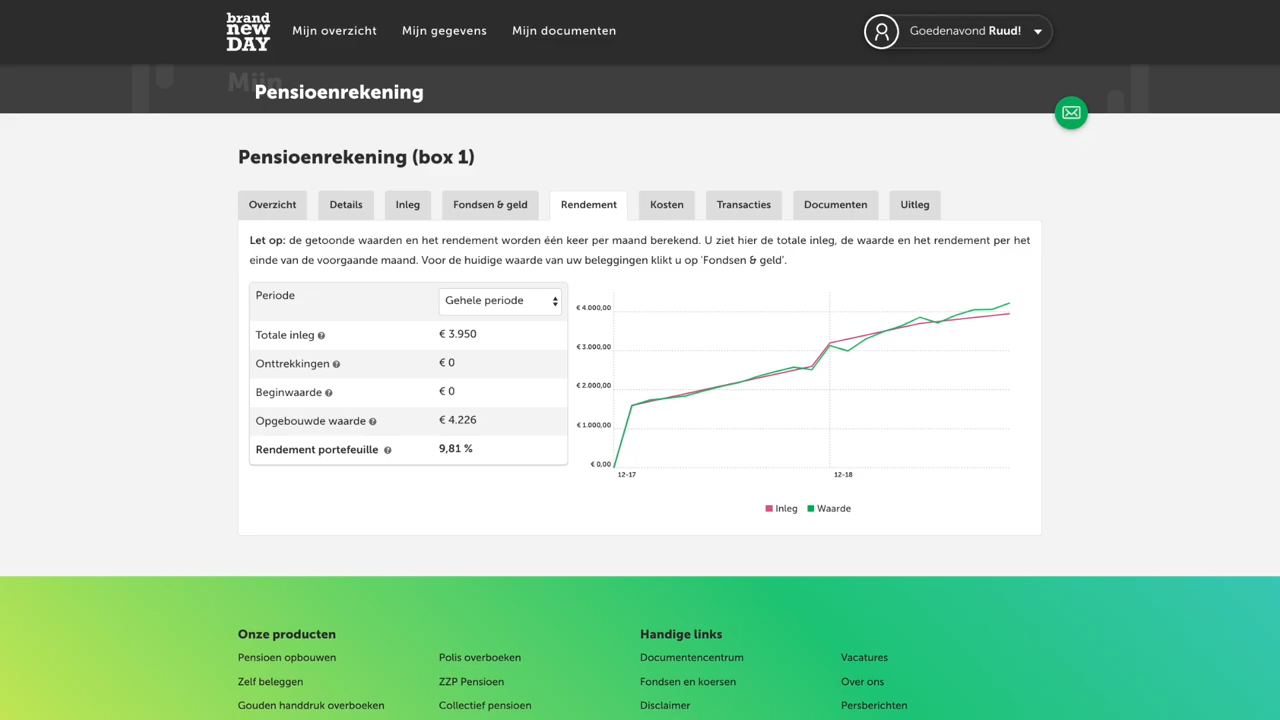 brand
new
DAY
Mijn overzicht
Mijn gegevens
Mijn documenten
Goedenavond Ruud!
Mijn
Pensioenrekening
Pensioenrekening (box 1)
Overzicht
Details
Inleg
Fondsen & geld
Rendement
Kosten
Transacties
Documenten
Uitleg
Let op: de getoonde waarden en het rendement worden één keer per maand berekend. U ziet hier de totale inleg, de waarde en het rendement per het
einde van de voorgaande maand. Voor de huidige waarde van uw beleggingen klikt u op 'Fondsen & geld'.
Periode
Gehele periode
Totale inleg ?
€ 3.950
Onttrekkingen ?
€ 0
Beginwaarde ?
€ 0
Opgebouwde waarde ?
€ 4.226
Rendement portefeuille ?
9,81 %
€ 4.000,00
€ 3.000,00
€ 2.000,00
€ 1.000,00
€ 0,00
12-17
12-18
Inleg
Waarde
Onze producten
Pensioen opbouwen
Zelf beleggen
Gouden handdruk overboeken
Polis overboeken
ZZP Pensioen
Collectief pensioen
Handige links
Documentencentrum
Fondsen en koersen
Disclaimer
Vacatures
Over ons
Persberichten